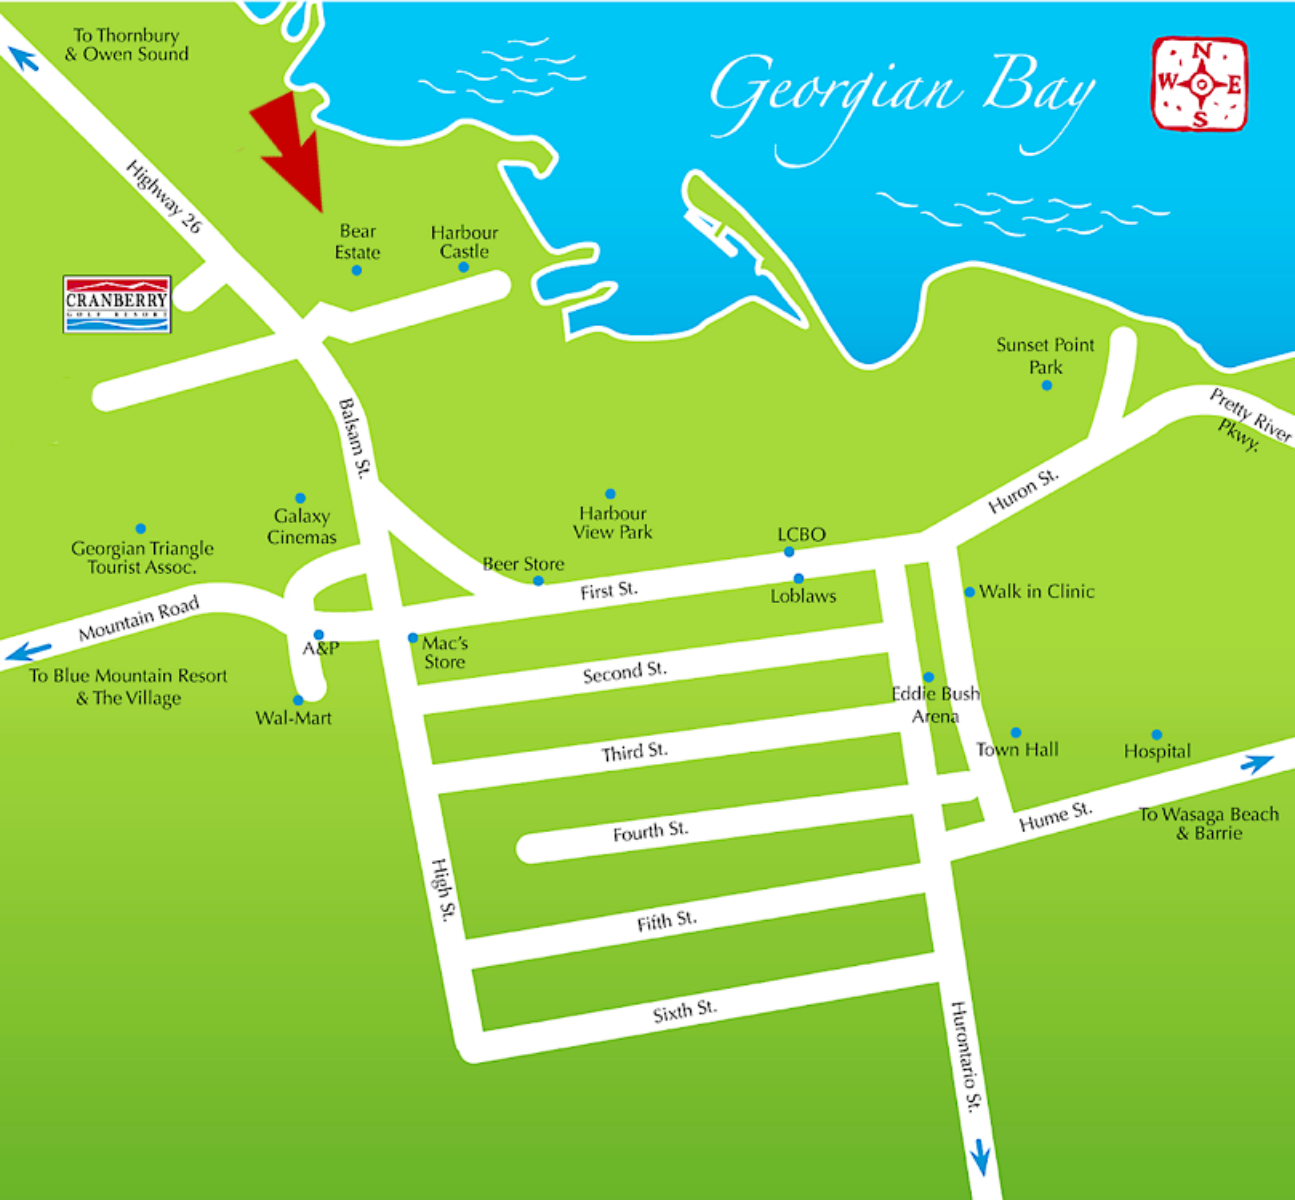 To Thornbury
& Owen Sound
Georgian Bay
N
W E
S
Highway 26
Bear
Estate
Harbour
Castle
CRANBERRY
GOLF RESORT
Sunset Point
Park
Pretty River
Pkwy.
Balsam St.
Huron St.
Galaxy
Cinemas
Harbour
View Park
Georgian Triangle
Tourist Assoc.
LCBO
Beer Store
First St.
Loblaws
Walk in Clinic
Mountain Road
A&P
Mac's
Store
To Blue Mountain Resort
& The Village
Wal-Mart
Second St.
Eddie Bush
Arena
Third St.
Town Hall
Hospital
Fourth St.
Hume St.
To Wasaga Beach
& Barrie
High St.
Fifth St.
Sixth St.
Hurontario St.